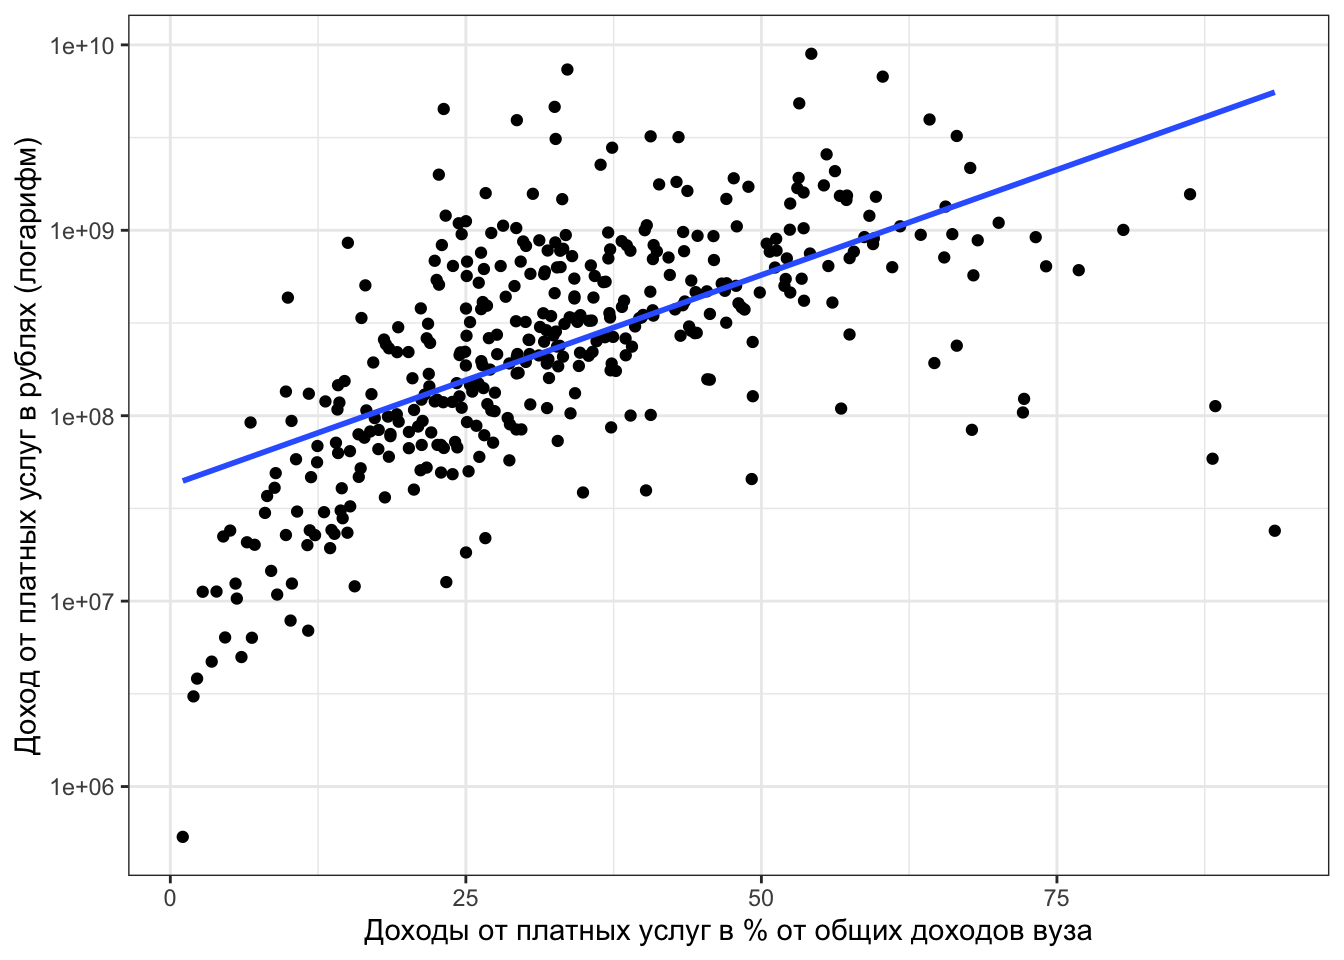 Доход от платных услуг в рублях (логарифм)
1e+10
1e+09
1e+08
1e+07
1e+06
0 25 50 75
Доходы от платных услуг в % от общих доходов вуза